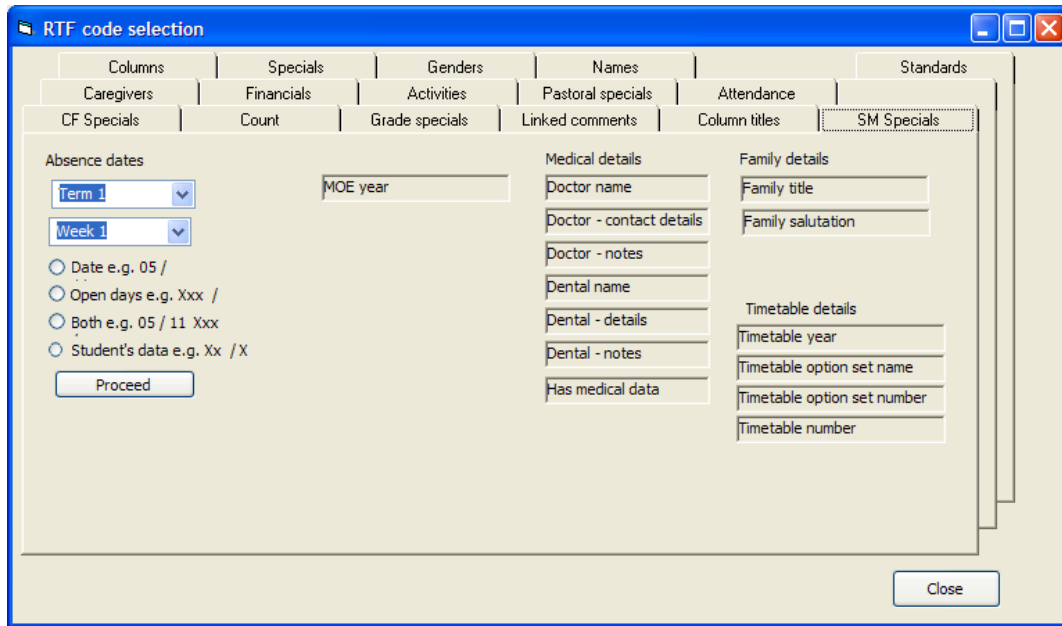 RTF code selection
Columns Specials Genders Names Standards
Caregivers Financials Activities Pastoral specials Attendance
CF Specials Count Grade specials Linked comments Column titles SM Specials
Absence dates
Term 1
Week 1
Date e.g. 05 /
Open days e.g. Xxx /
Both e.g. 05 / 11 Xxx
Student's data e.g. Xx / X
Proceed
MOE year
Medical details
Doctor name
Doctor - contact details
Doctor - notes
Dental name
Dental - details
Dental - notes
Has medical data
Family details
Family title
Family salutation
Timetable details
Timetable year
Timetable option set name
Timetable option set number
Timetable number
Close